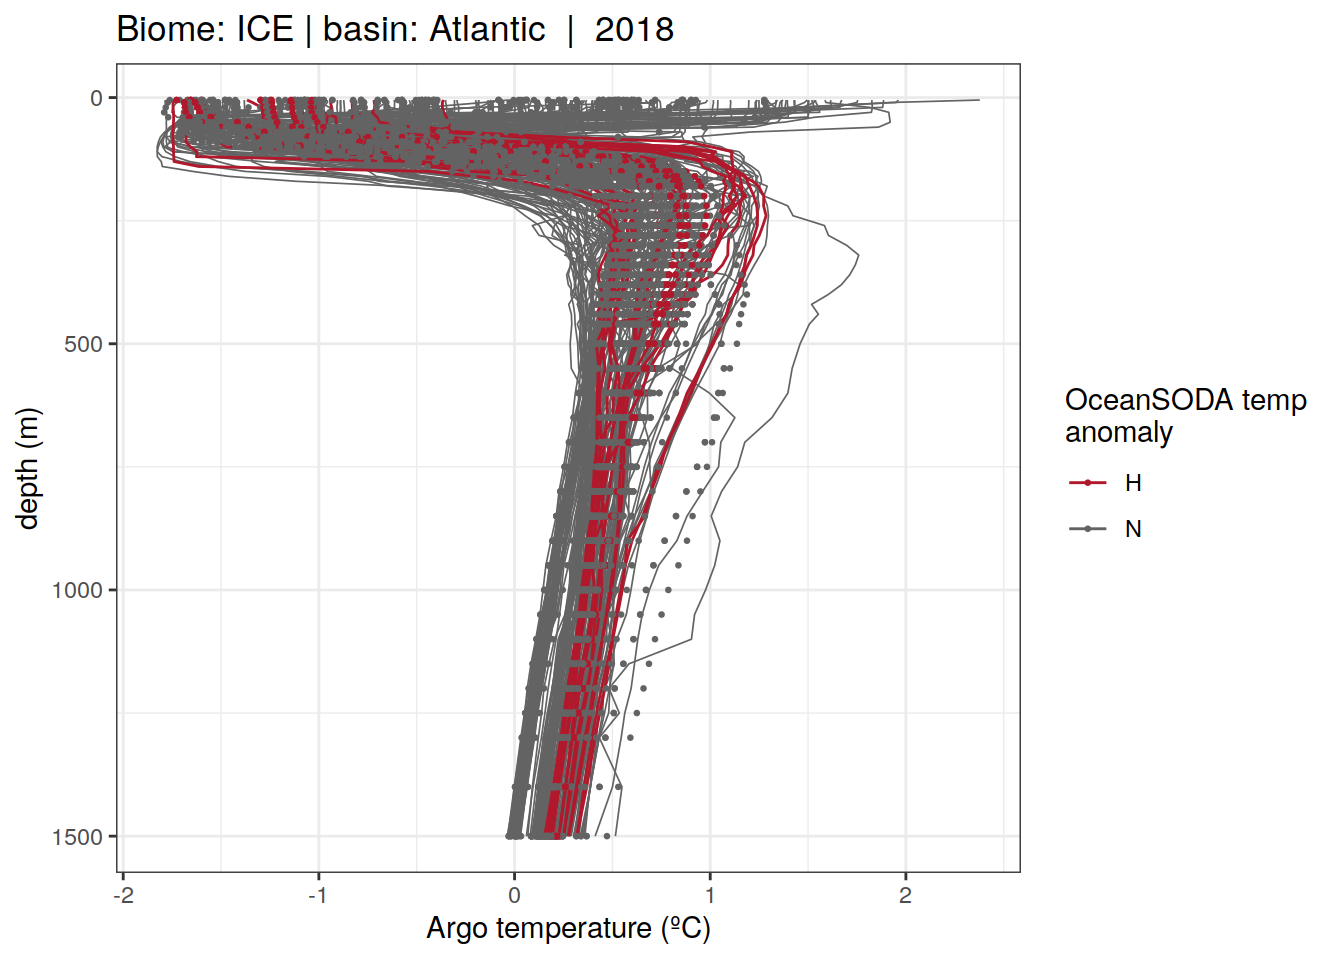 Biome: ICE | basin: Atlantic  |  2018
0
500
1000
1500
depth (m)
-2
-1
0
1
2
Argo temperature (ºC)
OceanSODA temp
anomaly
H
N